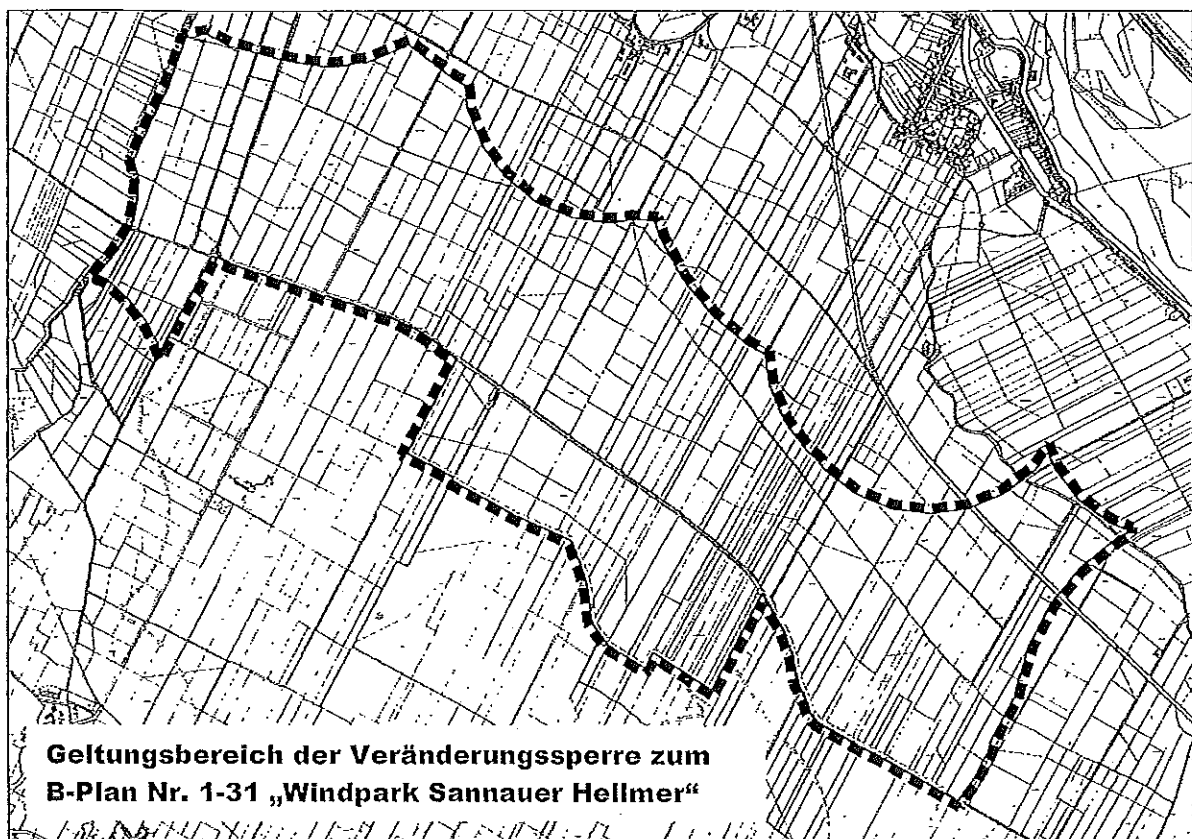 Geltungsbereich der Veränderungssperre zum
B-Plan Nr. 1-31 „Windpark Sannauer Hellmer“